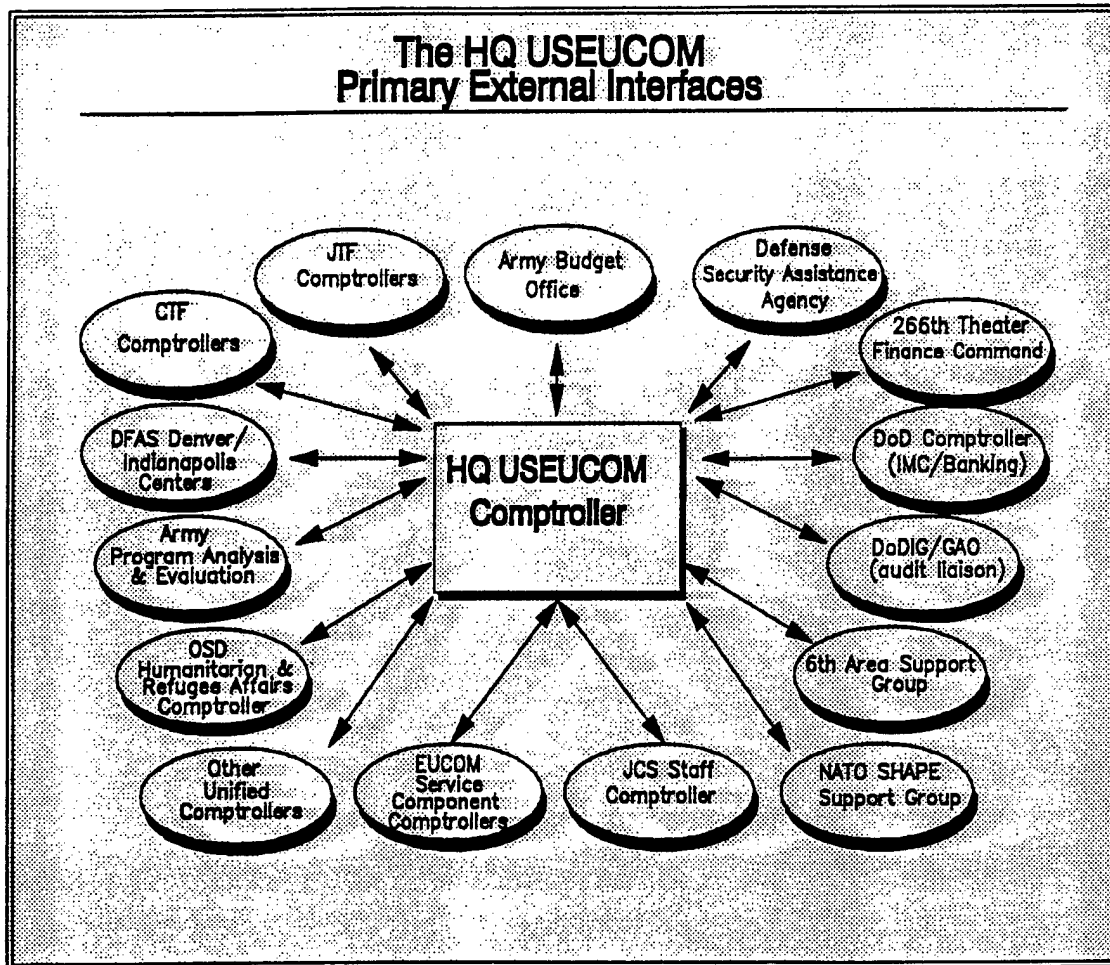 The HQ USEUCOM
Primary External Interfaces
JTF
Comptrollers
Army Budget
Office
Defense
Security Assistance
Agency
CTF
Comptrollers
266th Theater
Finance Command
DFAS Denver/
Indianapolis
Centers
HQ USEUCOM
Comptroller
DoD Comptroller
(IMC/Banking)
Army
Program Analysis
& Evaluation
DoDIG/GAO
(audit liaison)
OSD
Humanitarian &
Refugee Affairs
Comptroller
6th Area Support
Group
Other
Unified
Comptrollers
EUCOM
Service
Component
Comptrollers
JCS Staff
Comptroller
NATO SHAPE
Support Group